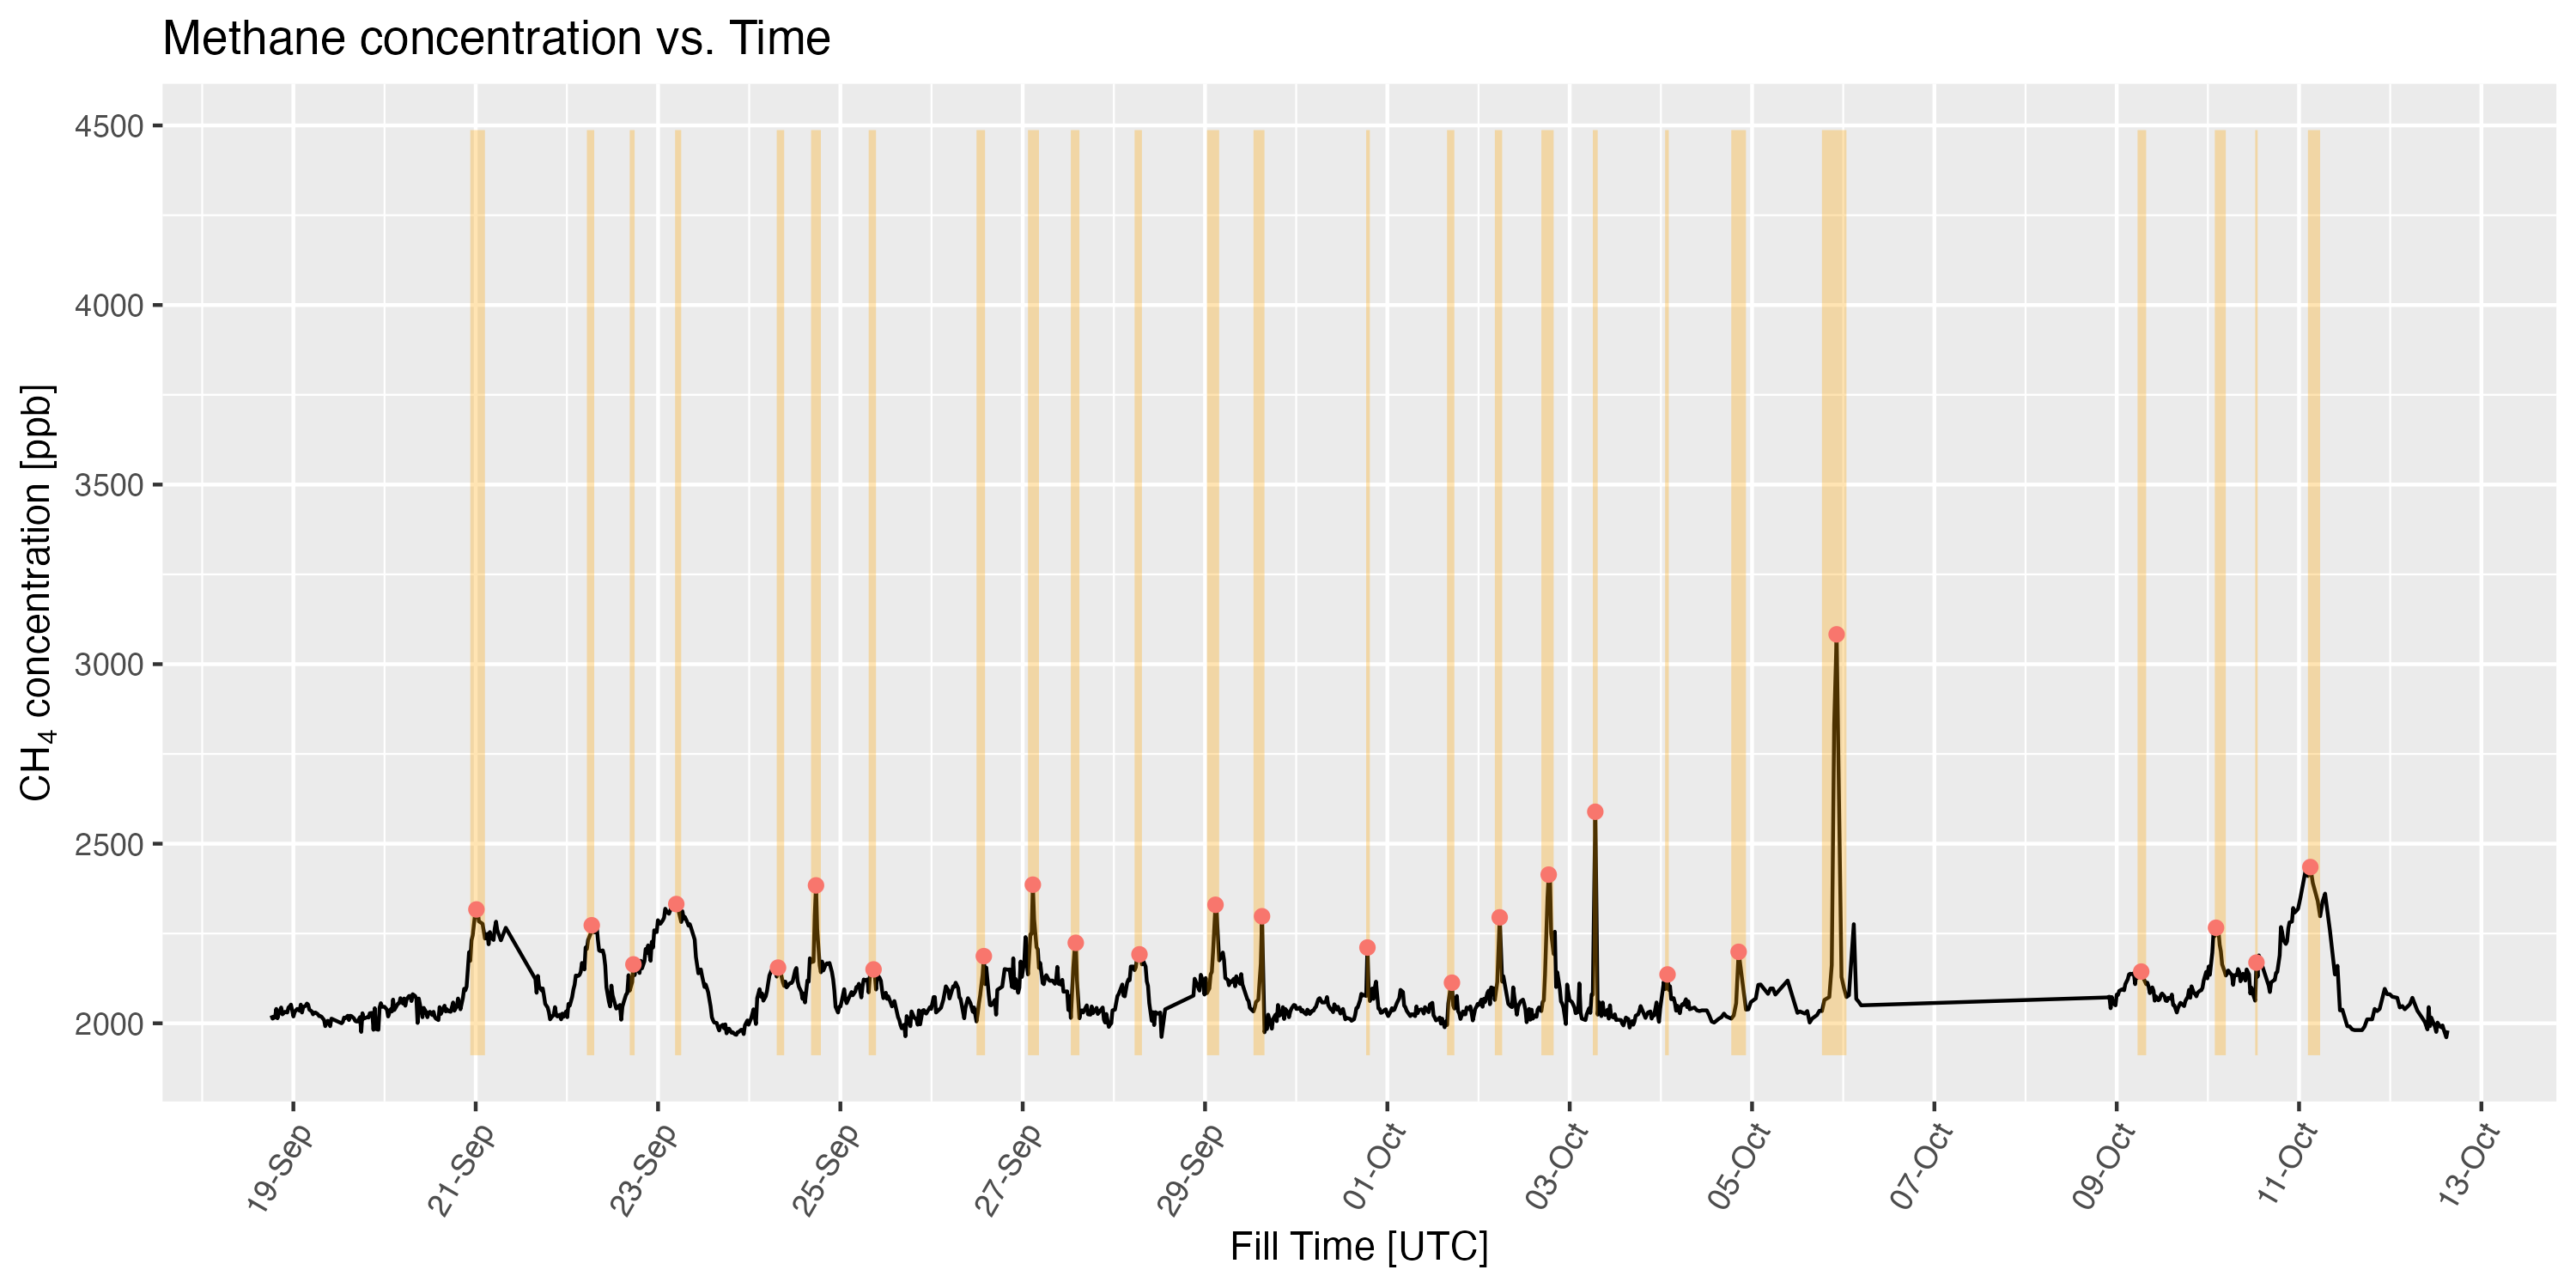 Methane concentration vs. Time
CH₄ concentration [ppb]
4500
4000
3500
3000
2500
2000
19-Sep
21-Sep
23-Sep
25-Sep
27-Sep
29-Sep
01-Oct
03-Oct
05-Oct
07-Oct
09-Oct
11-Oct
13-Oct
Fill Time [UTC]